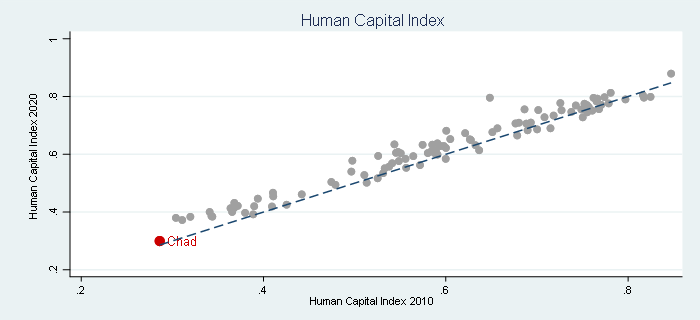 Human Capital Index
Human Capital Index 2020
1
.8
.6
.4
.2
Chad
.2
.4
.6
.8
Human Capital Index 2010